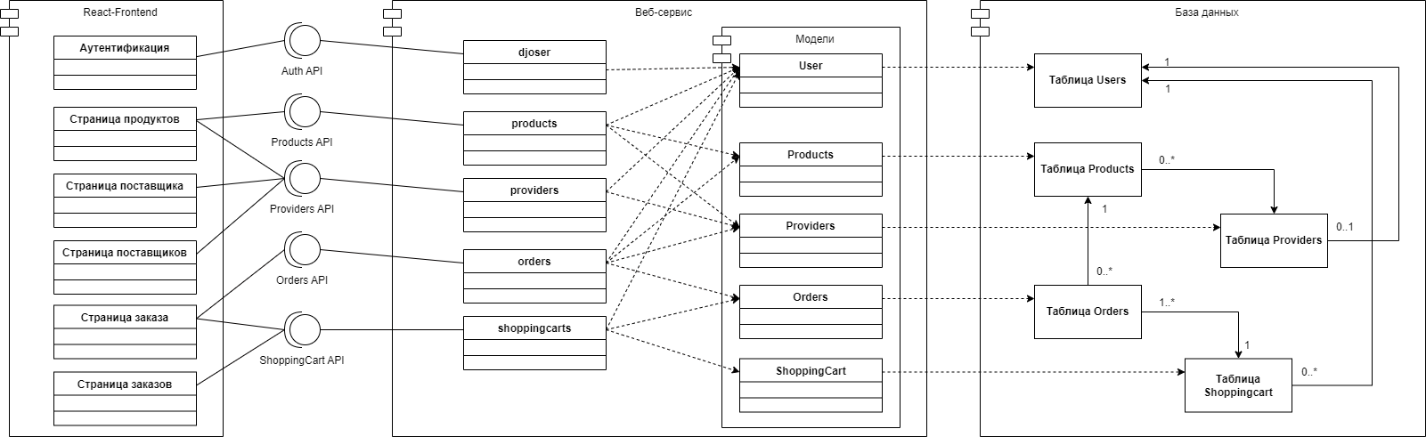 React-Frontend
Аутентификация
Страница продуктов
Страница поставщика
Страница поставщиков
Страница заказа
Страница заказов
Auth API
Products API
Providers API
Orders API
ShoppingCart API
Веб-сервис
djoser
products
providers
orders
shoppingcarts
Модели
User
Products
Providers
Orders
ShoppingCart
База данных
Таблица Users
1
1
Таблица Products
0..*
1
Таблица Providers
0..1
0..*
Таблица Orders
1..*
1
Таблица
Shoppingcart
0..*